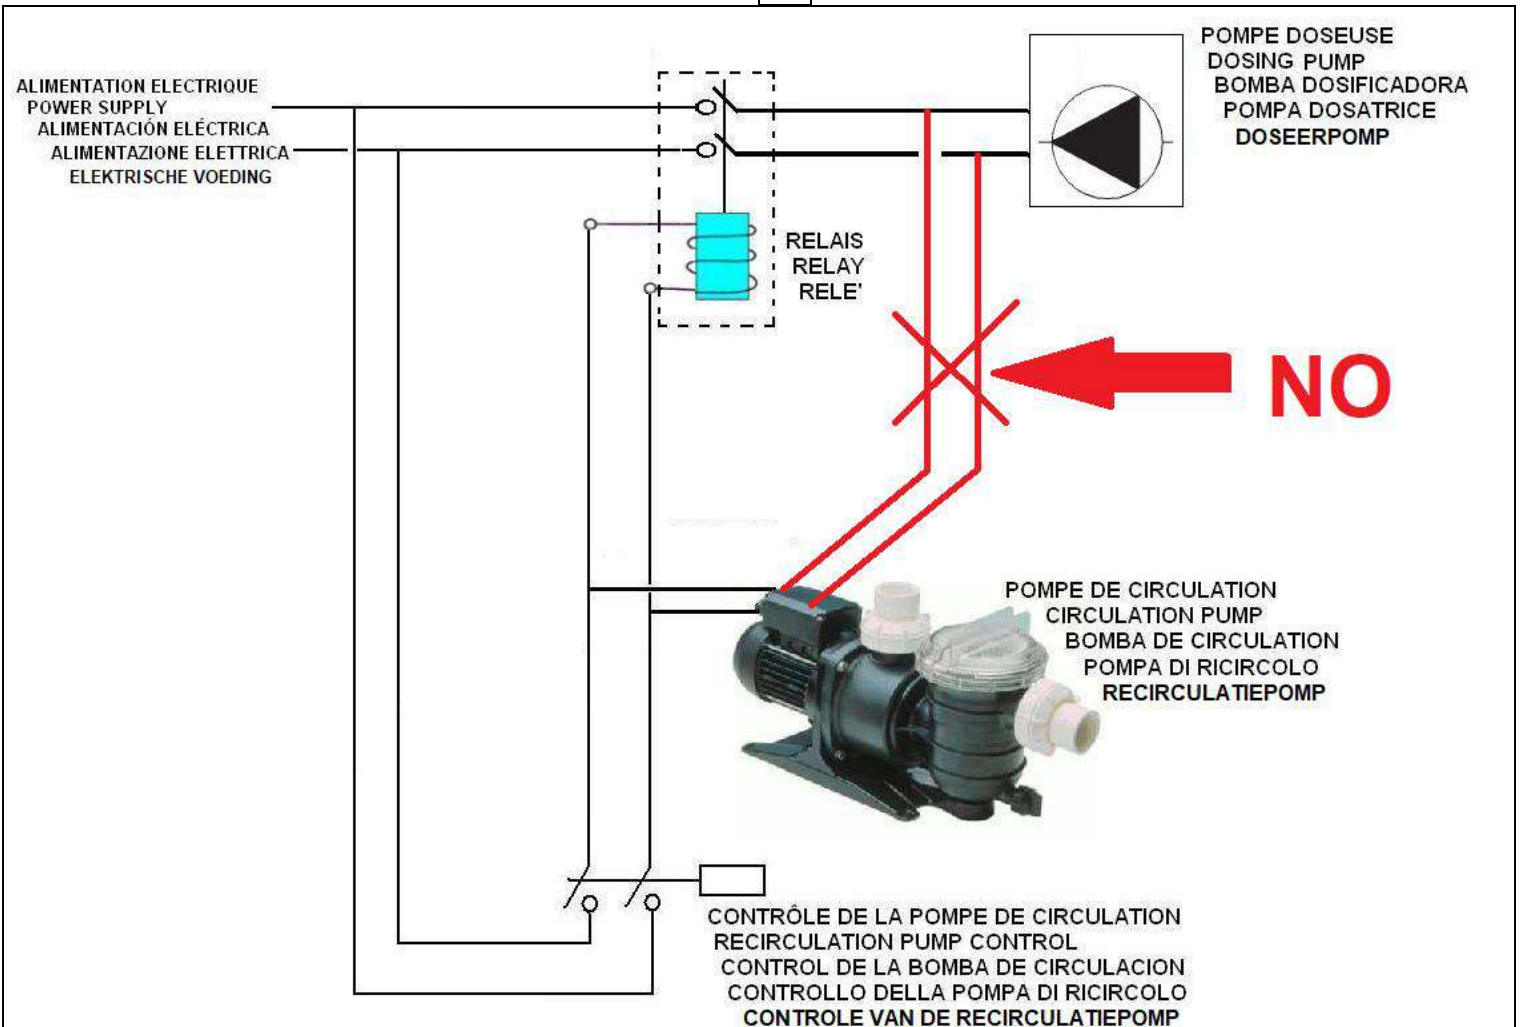 ALIMENTATION ELECTRIQUE
POWER SUPPLY
ALIMENTACIÓN ELÉCTRICA
ALIMENTAZIONE ELETTRICA
ELEKTRISCHE VOEDING
POMPE DOSEUSE
DOSING PUMP
BOMBA DOSIFICADORA
POMPA DOSATRICE
DOSEERPOMP
RELAIS
RELAY
RELE'
NO
POMPE DE CIRCULATION
CIRCULATION PUMP
BOMBA DE CIRCULATION
POMPA DI RICIRCOLO
RECIRCULATIEPOMP
CONTRÔLE DE LA POMPE DE CIRCULATION
RECIRCULATION PUMP CONTROL
CONTROL DE LA BOMBA DE CIRCULACION
CONTROLLO DELLA POMPA DI RICIRCOLO
CONTROLE VAN DE RECIRCULATIEPOMP